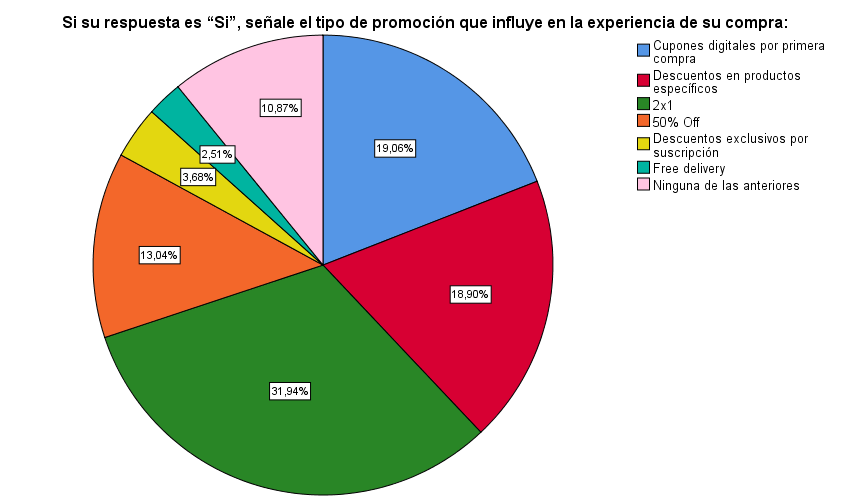 Si su respuesta es “Si”, señale el tipo de promoción que influye en la experiencia de su compra:
Cupones digitales por primera
compra
Descuentos en productos
específicos
2x1
50% Off
Descuentos exclusivos por
suscripción
Free delivery
Ninguna de las anteriores
10,87%
19,06%
2,51%
3,68%
13,04%
18,90%
31,94%